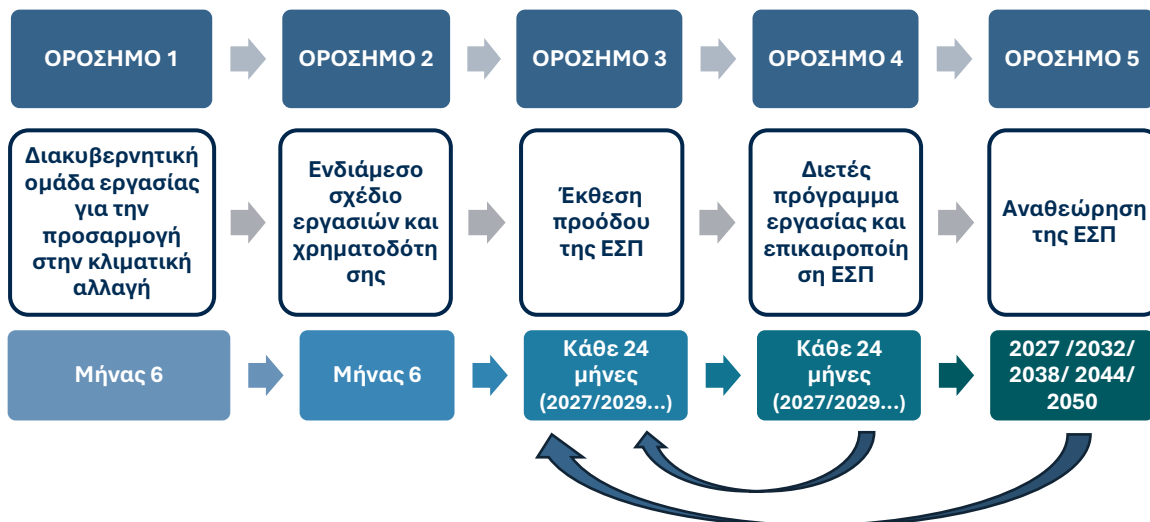 ΟΡΟΣΗΜΟ 1
ΟΡΟΣΗΜΟ 2
ΟΡΟΣΗΜΟ 3
ΟΡΟΣΗΜΟ 4
ΟΡΟΣΗΜΟ 5
Διακυβερνητική
ομάδα εργασίας
για την
προσαρμογή
στην κλιματική
αλλαγή
Ενδιάμεσο
σχέδιο
εργασιών και
χρηματοδότη
σης
Έκθεση
προόδου
της ΕΣΠ
Διετές
πρόγραμμα
εργασίας και
επικαιροποίη
ση ΕΣΠ
Αναθεώρηση
της ΕΣΠ
Μήνας 6
Μήνας 6
Κάθε 24
μήνες
(2027/2029...)
Κάθε 24
μήνες
(2027/2029...)
2027 /2032/
2038/ 2044/
2050